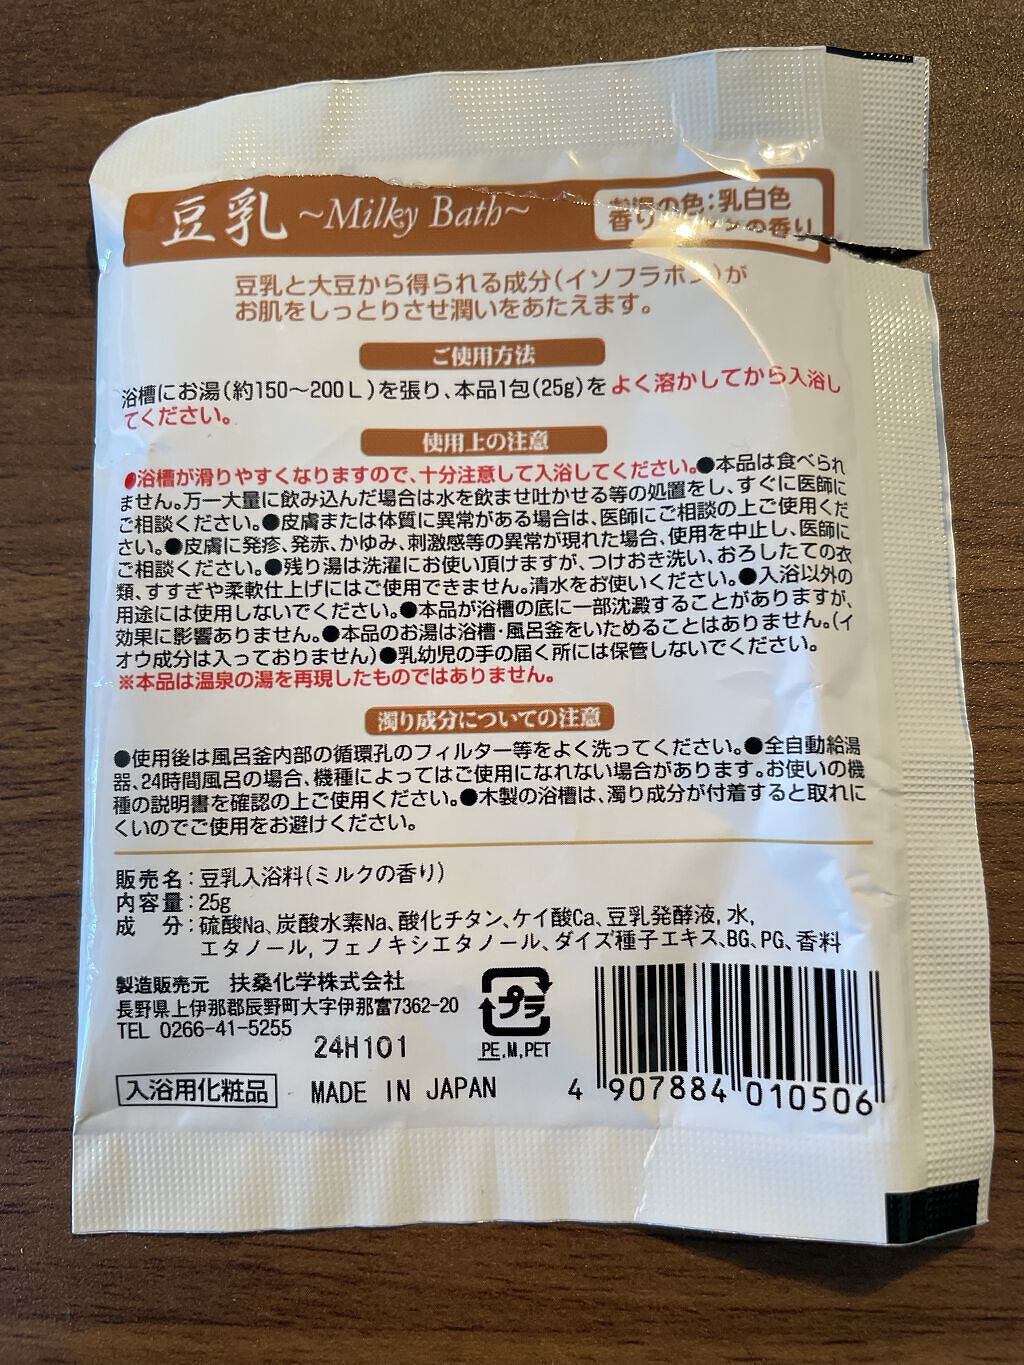 豆乳 ～Milky Bath～
お湯の色：乳白色
香り：ミルクの香り
豆乳と大豆から得られる成分（イソフラボン）が
お肌をしっとりさせ潤いをあたえます。
ご使用方法
浴槽にお湯（約150～200L）を張り、本品1包（25g）をよく溶かしてから入浴し
てください。
使用上の注意
●浴槽が滑りやすくなりますので、十分注意して入浴してください。●本品は食べられ
ません。万一大量に飲み込んだ場合は水を飲ませ吐かせる等の処置をし、すぐに医師に
ご相談ください。●皮膚または体質に異常がある場合は、医師にご相談の上ご使用くだ
さい。●皮膚に発疹、発赤、かゆみ、刺激感等の異常が現れた場合、使用を中止し、医師に
ご相談ください。●残り湯は洗濯にお使い頂けますが、つけおき洗い、おろしたての衣
類、すすぎや柔軟仕上げにはご使用できません。清水をお使いください。●入浴以外の
用途には使用しないでください。●本品が浴槽の底に一部沈澱することがありますが、
効果に影響ありません。●本品のお湯は浴槽・風呂釜をいためることはありません。（イ
オウ成分は入っておりません）●乳幼児の手の届く所には保管しないでください。
※本品は温泉の湯を再現したものではありません。
濁り成分についての注意
●使用後は風呂釜内部の循環孔のフィルター等をよく洗ってください。●全自動給湯
器、24時間風呂の場合、機種によってはご使用になれない場合があります。お使いの機
種の説明書を確認の上ご使用ください。●木製の浴槽は、濁り成分が付着すると取れに
くいのでご使用をお避けください。
販売名：豆乳入浴料（ミルクの香り）
内容量：25g
成　分：硫酸Na、炭酸水素Na、酸化チタン、ケイ酸Ca、豆乳発酵液, 水,
エタノール, フェノキシエタノール、ダイズ種子エキス、BG、PG、香料
製造販売元　扶桑化学株式会社
長野県上伊那郡辰野町大字伊那富7362-20
TEL 0266-41-5255
24H101
プラ
PE,M,PET
入浴用化粧品
MADE IN JAPAN
4 907884 010506